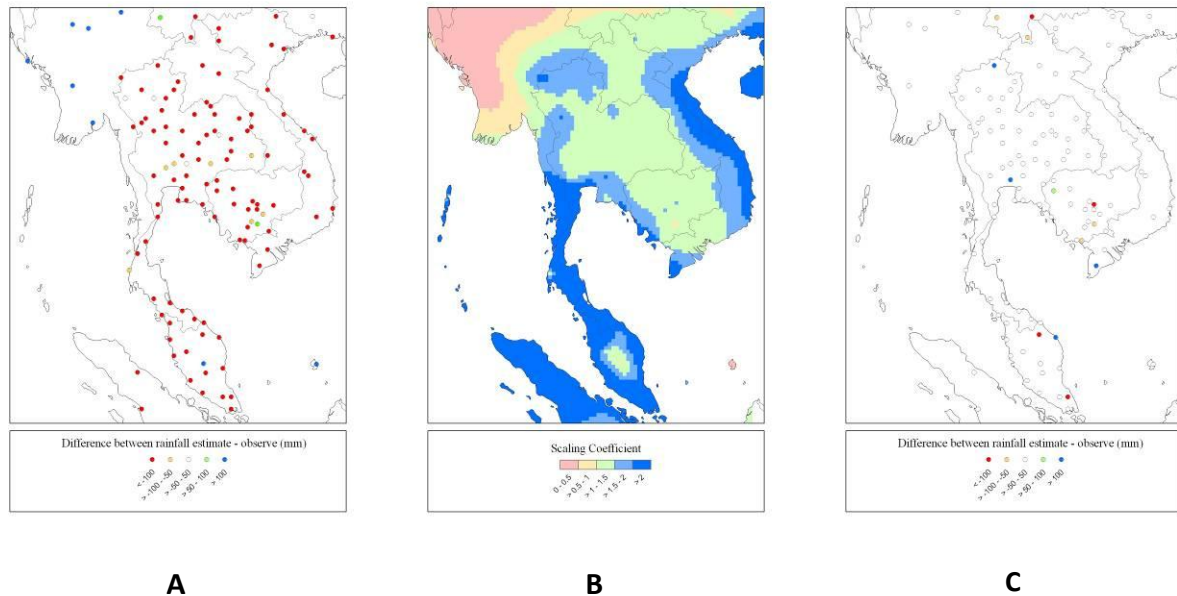 Difference between rainfall estimate - observe (mm)
< -100
> -100 - -50
> -50 - 50
> 50 - 100
> 100
Scaling Coefficient
0 - 0.5
> 0.5 - 1
> 1 - 1.5
> 1.5 - 2
>2
Difference between rainfall estimate - observe (mm)
< -100
> -100 - -50
> -50 - 50
> 50 - 100
> 100
A
B
C